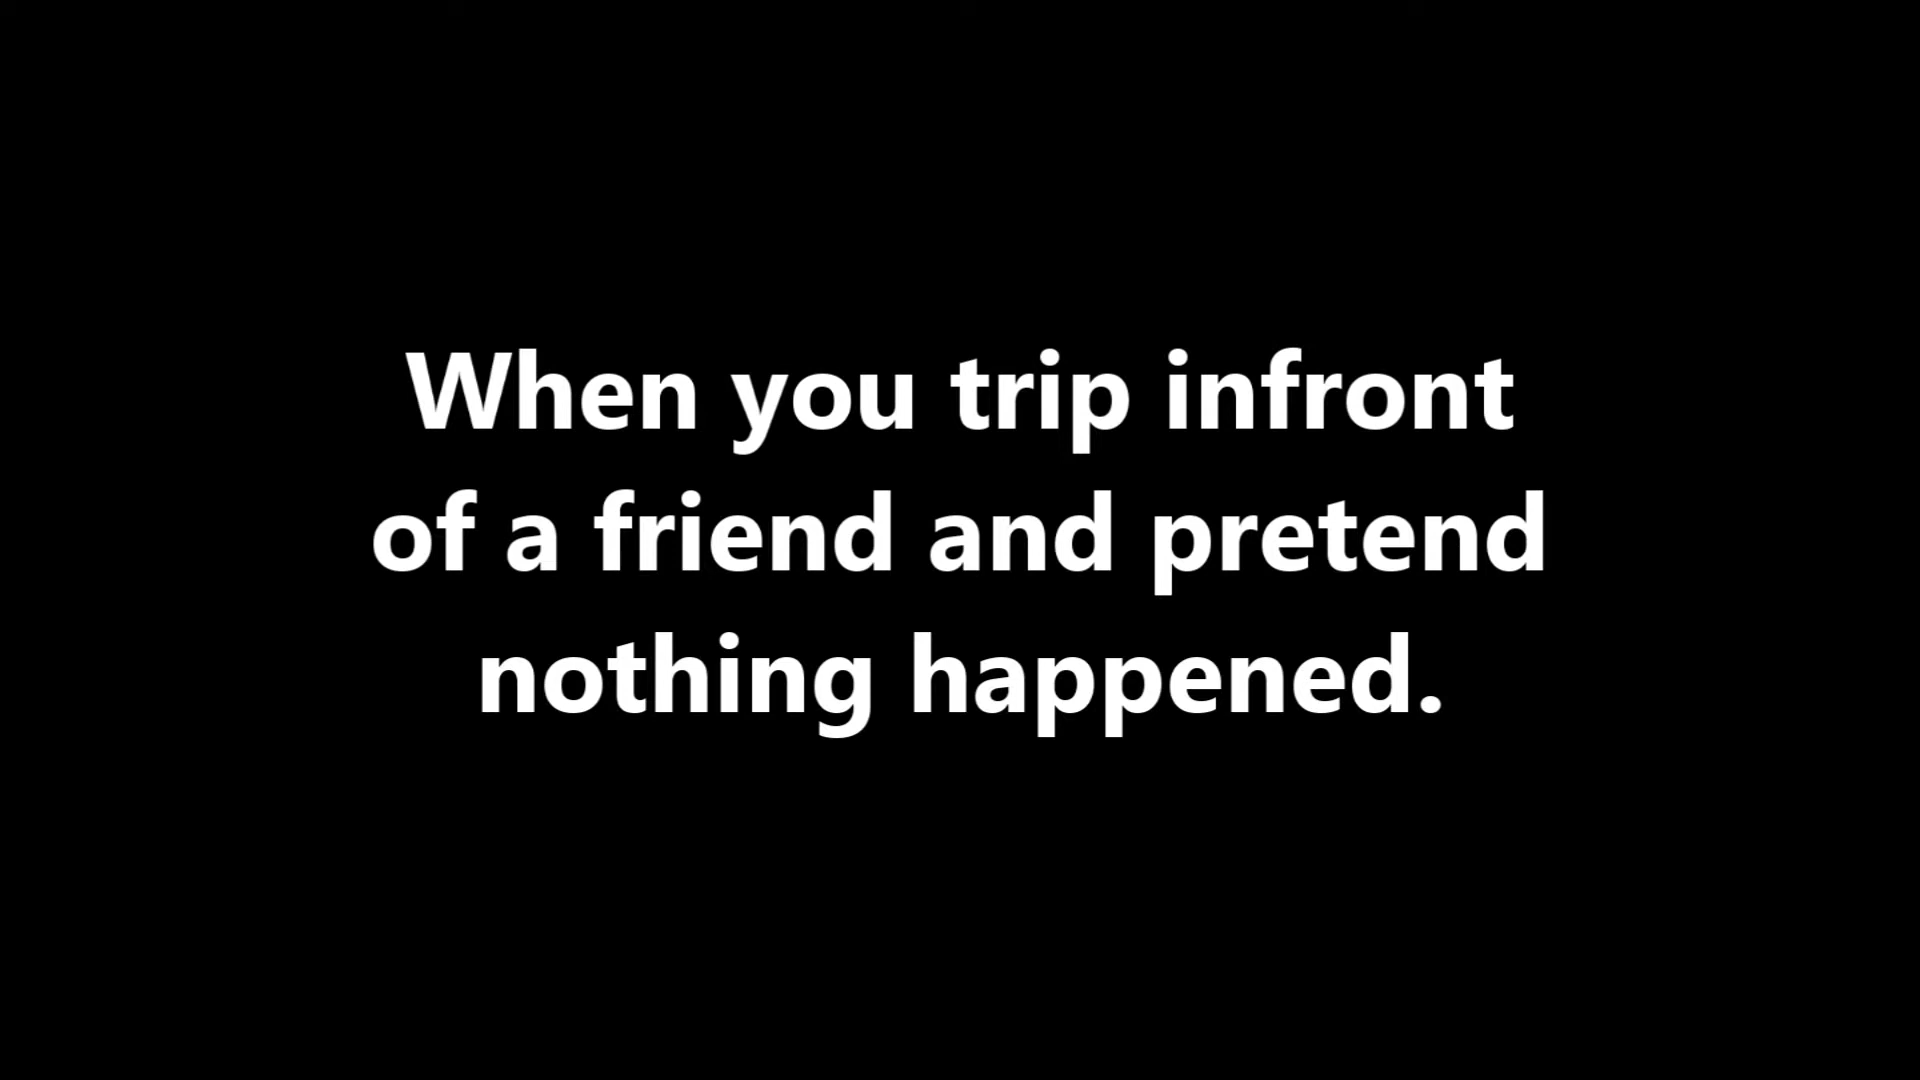 When you trip infront
of a friend and pretend
nothing happened.